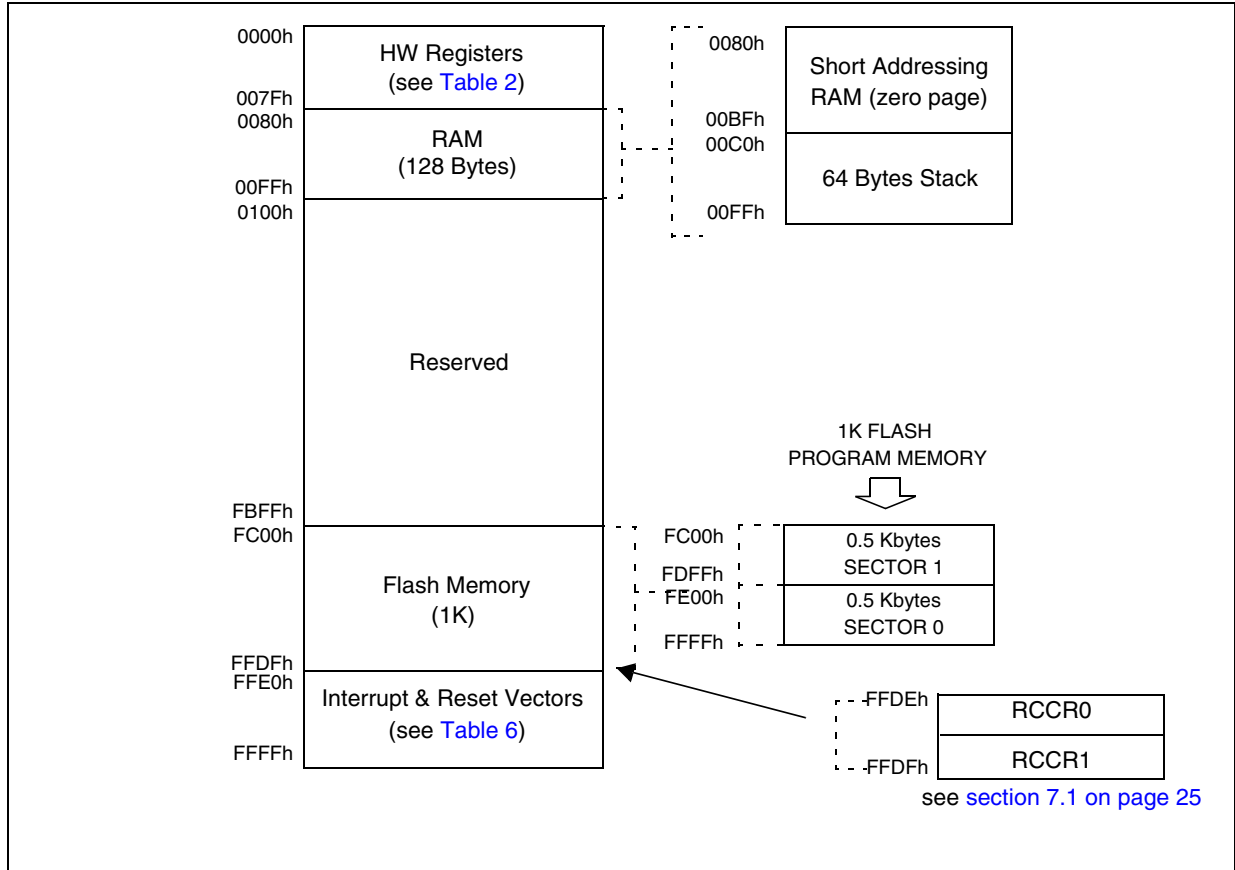 0000h
HW Registers
(see Table 2)
007Fh
0080h
RAM
(128 Bytes)
00FFh
0100h
Reserved
FBFFh
FC00h
Flash Memory
(1K)
FFDFh
FFE0h
Interrupt & Reset Vectors
(see Table 6)
FFFFh
0080h
Short Addressing
RAM (zero page)
00BFh
00C0h
64 Bytes Stack
00FFh
1K FLASH
PROGRAM MEMORY
FC00h
0.5 Kbytes
SECTOR 1
FDFFh
FE00h
0.5 Kbytes
SECTOR 0
FFFFh
FFDEh
RCCR0
RCCR1
FFDFh
see section 7.1 on page 25